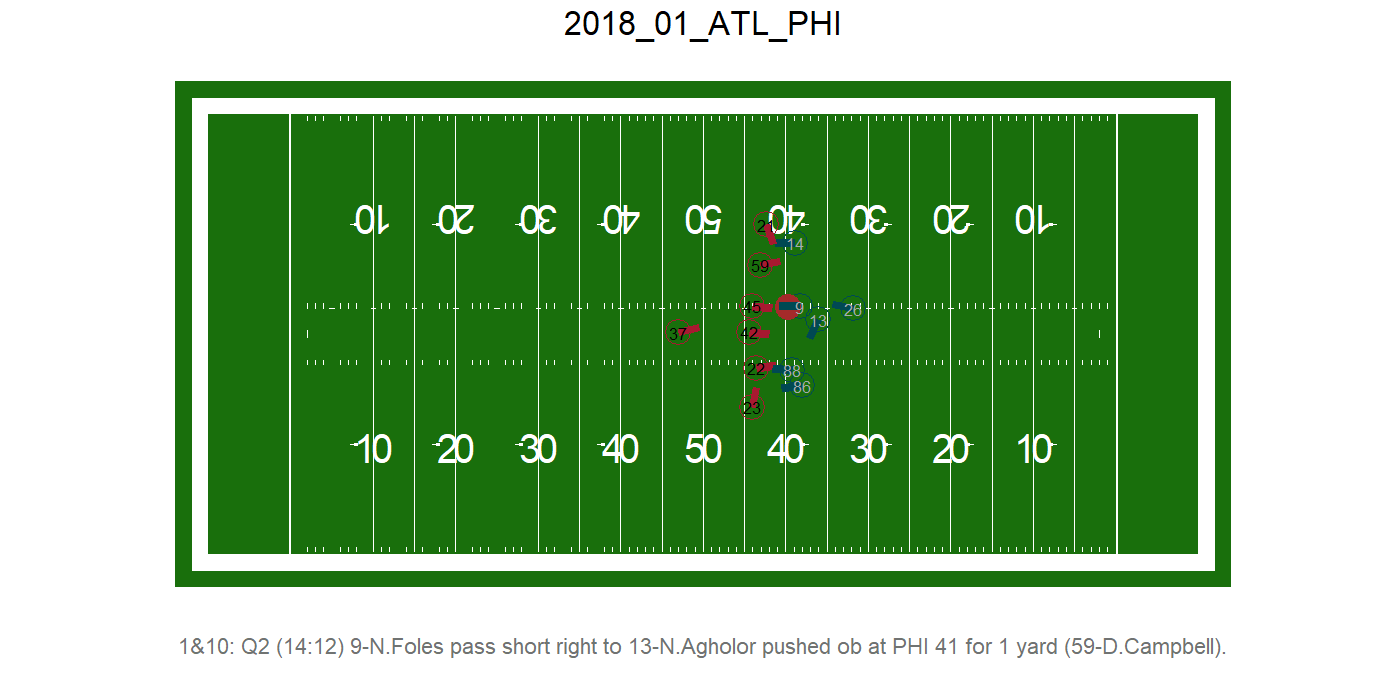 2018_01_ATL_PHI
10 20 30 40 50 40 30 20 10
21
14
59
45 9 26
13
37 42
22 88
86
23
10 20 30 40 50 40 30 20 10
1&10: Q2 (14:12) 9-N.Foles pass short right to 13-N.Agholor pushed ob at PHI 41 for 1 yard (59-D.Campbell).